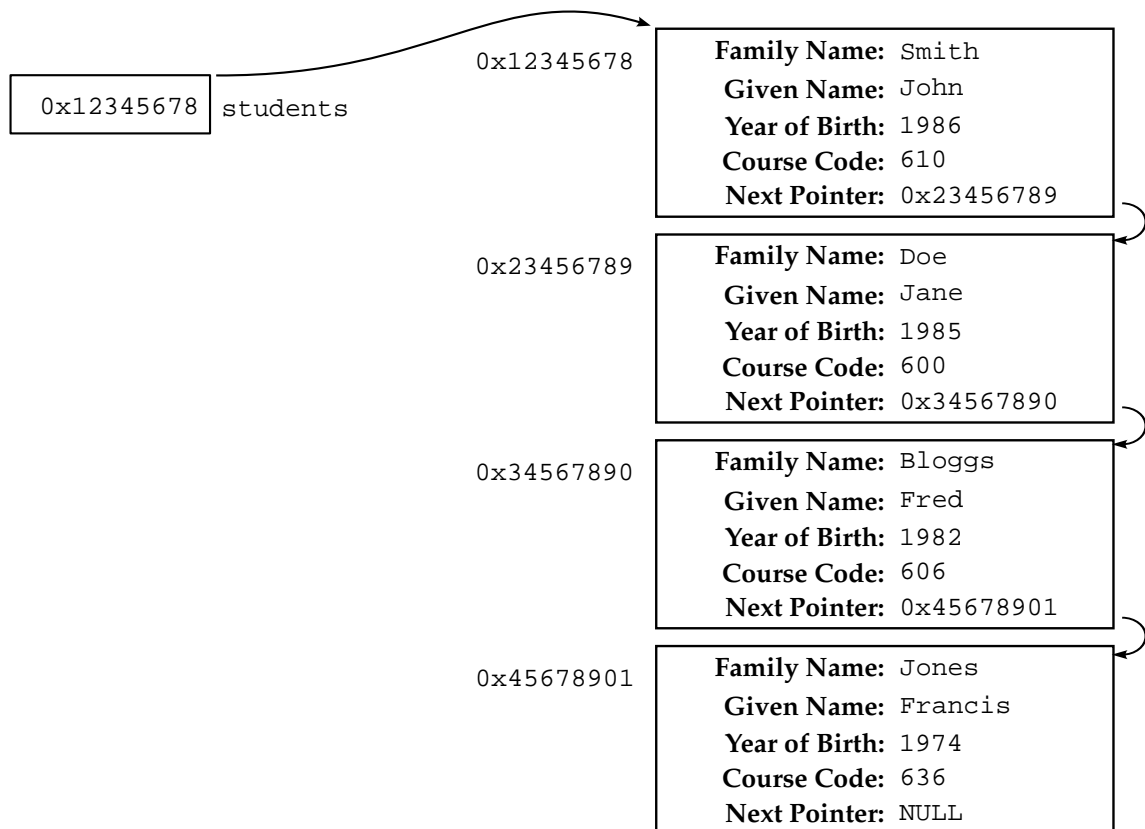 0x12345678 students
0x12345678
Family Name: Smith
Given Name: John
Year of Birth: 1986
Course Code: 610
Next Pointer: 0x23456789
0x23456789
Family Name: Doe
Given Name: Jane
Year of Birth: 1985
Course Code: 600
Next Pointer: 0x34567890
0x34567890
Family Name: Bloggs
Given Name: Fred
Year of Birth: 1982
Course Code: 606
Next Pointer: 0x45678901
0x45678901
Family Name: Jones
Given Name: Francis
Year of Birth: 1974
Course Code: 636
Next Pointer: NULL